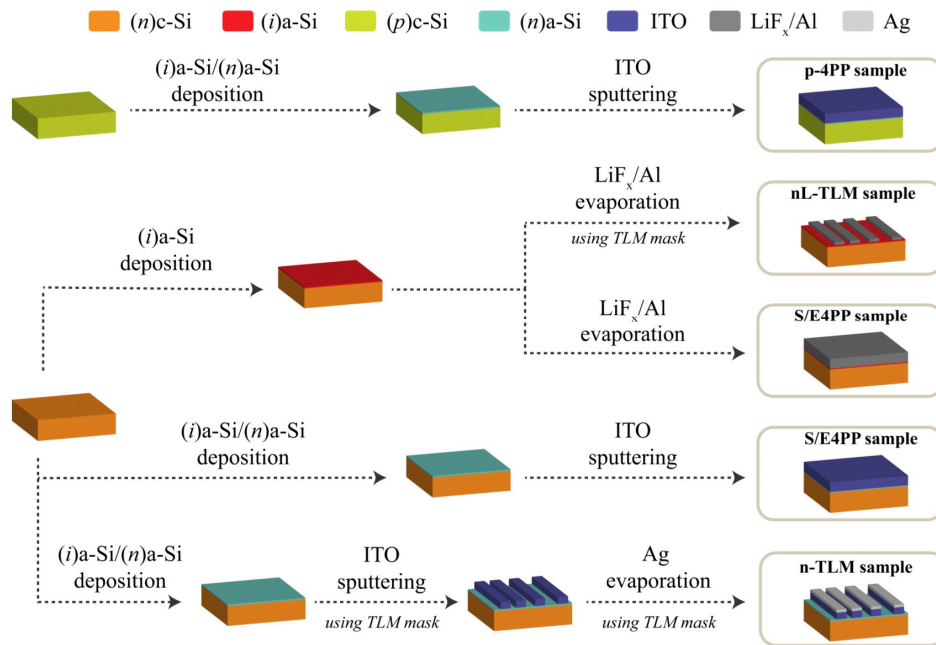 (n)c-Si (i)a-Si (p)c-Si (n)a-Si ITO LiFx/Al Ag
(i)a-Si/(n)a-Si
deposition
ITO
sputtering
p-4PP sample
(i)a-Si
deposition
LiFx/Al
evaporation
using TLM mask
nL-TLM sample
LiFx/Al
evaporation
S/E4PP sample
(i)a-Si/(n)a-Si
deposition
ITO
sputtering
S/E4PP sample
(i)a-Si/(n)a-Si
deposition
ITO
sputtering
using TLM mask
Ag
evaporation
using TLM mask
n-TLM sample